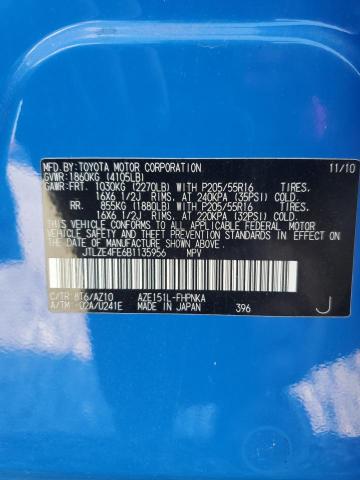 MFD.BY:TOYOTA MOTOR CORPORATION 11/10
GVWR:1860KG (4105LB)
GAWR:FRT. 1030KG (2270LB) WITH P205/55R16 TIRES,
16X6 1/2J RIMS, AT 240KPA (35PSI) COLD
RR. 855KG (1880LB) WITH P205/55R16 TIRES,
16X6 1/2J RIMS, AT 220KPA (32PSI) COLD
THIS VEHICLE CONFORMS TO ALL APPLICABLE FEDERAL MOTOR
VEHICLE SAFETY, BUMPER, AND THEFT PREVENTION STANDARDS
IN EFFECT ON THE DATE OF MANUFACTURE SHOWN ABOVE.
JTLZE4FE6B1135956 MPV
C/TR: 8T6/AZ10 AZE151L-FHPNKA
A/TM: -02A/U241E MADE IN JAPAN 396 J